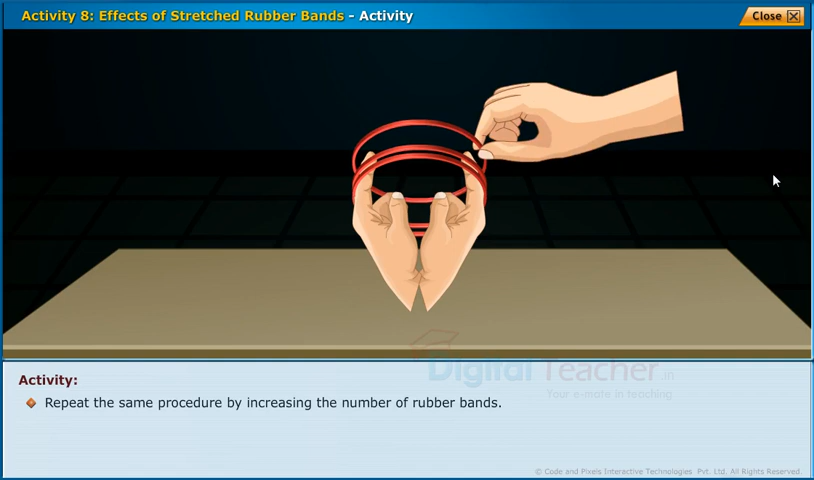 Activity 8: Effects of Stretched Rubber Bands - Activity
Close
Digital Teacher.in
Your e-mate in teaching
Activity:
Repeat the same procedure by increasing the number of rubber bands.
© Code and Pixels Interactive Technologies Pvt. Ltd. All Rights Reserved.